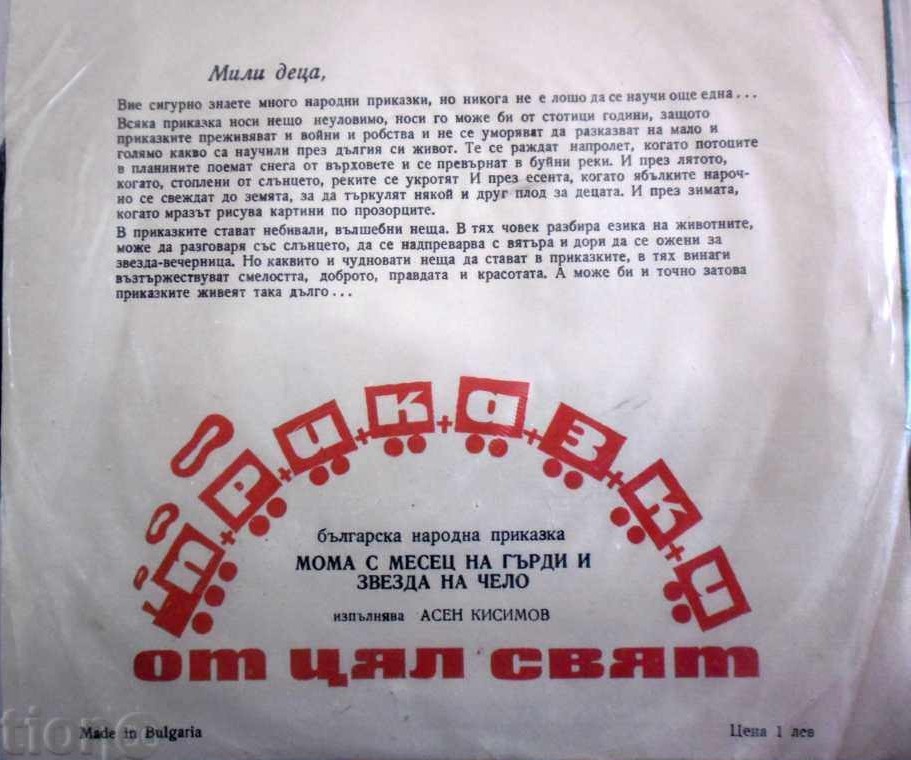 Мили деца,
Вие сигурно знаете много народни приказки, но никога не е лошо да се научи още една...
Всяка приказка носи нещо неуловимо, носи го може би от стотици години, защото
приказките преживяват и войни и робства и не се уморяват да разказват на мало и
голямо какво са научили през дългия си живот. Те се раждат напролет, когато потоците
в планините поемат снега от върховете и се превърнат в буйни реки. И през лятото,
когато, стоплени от слънцето, реките се укротят И през есента, когато ябълките нароч-
но се свеждат до земята, за да търкулят някой и друг плод за децата. И през зимата,
когато мразът рисува картини по прозорците.
В приказките стават небивали, вълшебни неща. В тях човек разбира езика на животните,
може да разговаря със слънцето, да се надпреварва с вятъра и дори да се ожени за
звезда-вечерница. Но каквито и чудновати неща да стават в приказките, в тях винаги
възтържествуват смелостта, доброто, правдата и красотата. А може би и точно затова
приказките живеят така дълго...
п+р+и+к+а+з+к+и
българска народна приказка
МОМА С МЕСЕЦ НА ГЪРДИ И
ЗВЕЗДА НА ЧЕЛО
изпълнява АСЕН КИСИМОВ
от цял свят
Made in Bulgaria
Цена 1 лев